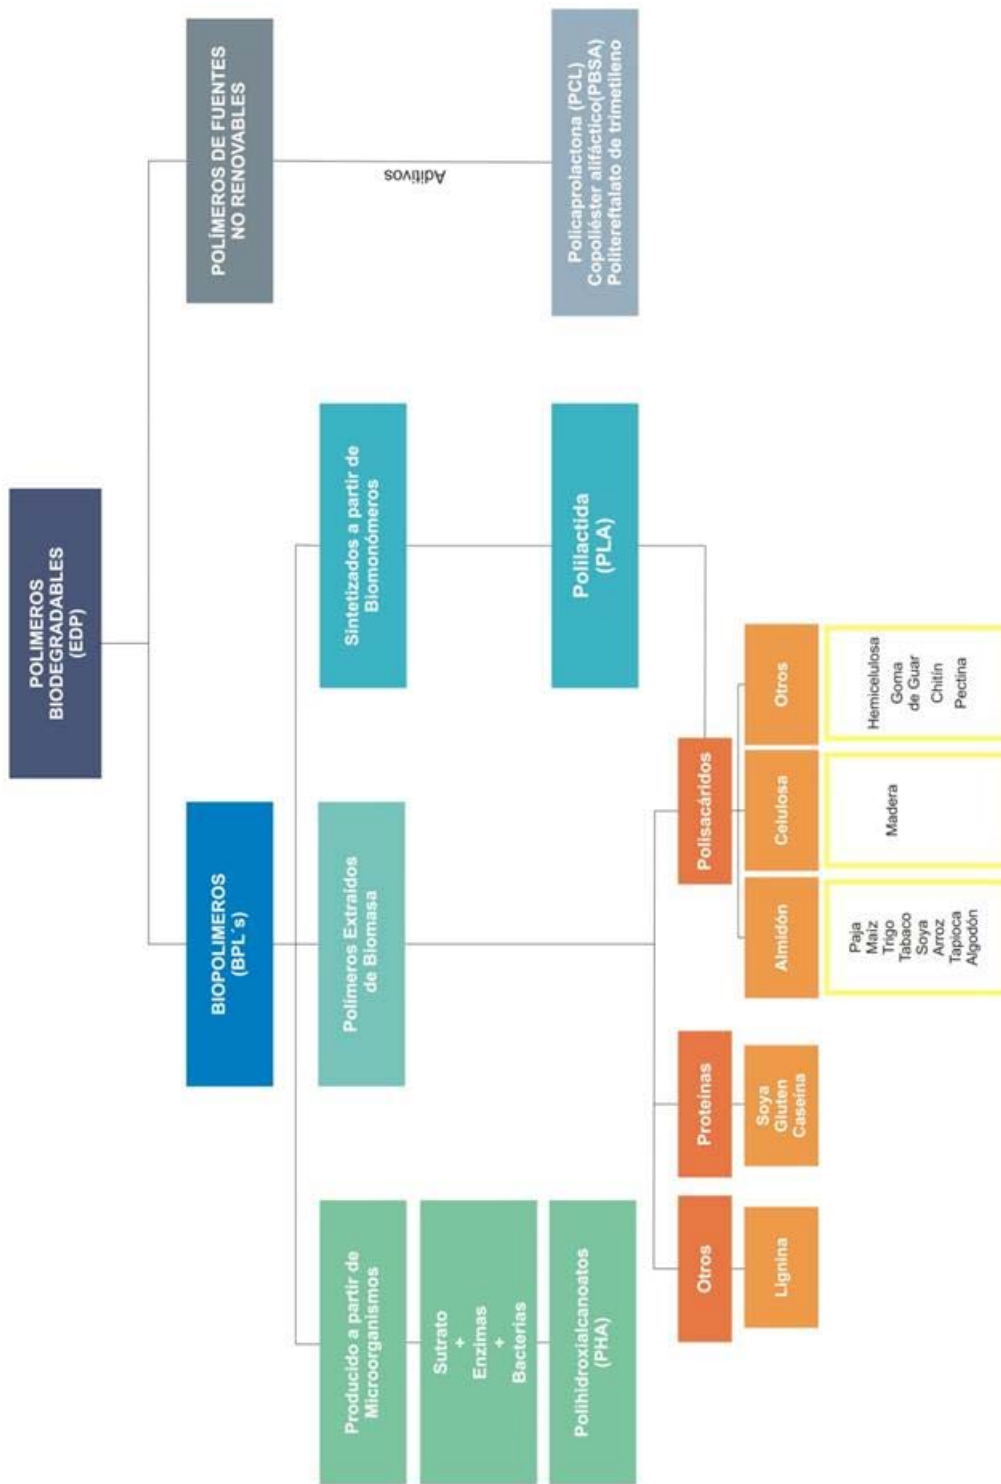 POLIMEROS
BIODEGRADABLES
(EDP)
BIOPOLIMEROS
(BPL´s)
POLÍMEROS DE FUENTES
NO RENOVABLES
Producido a partir de
Microorganismos
Polímeros Extraidos
de Biomasa
Sintetizados a partir de
Biomonómeros
Aditivos
Sutrato
+
Enzimas
+
Bacterias
Polihidroxialcanoatos
(PHA)
Polilactida
(PLA)
Policaprolactona (PCL)
Copoliéster alifáctico(PBSA)
Politereftalato de trimetileno
Otros
Proteínas
Polisacáridos
Lignina
Soya
Gluten
Caseína
Almidón
Celulosa
Otros
Paja
Maíz
Trigo
Tabaco
Soya
Arroz
Tapioca
Algodón
Madera
Hemicelulosa
Goma
de Guar
Chitín
Pectina